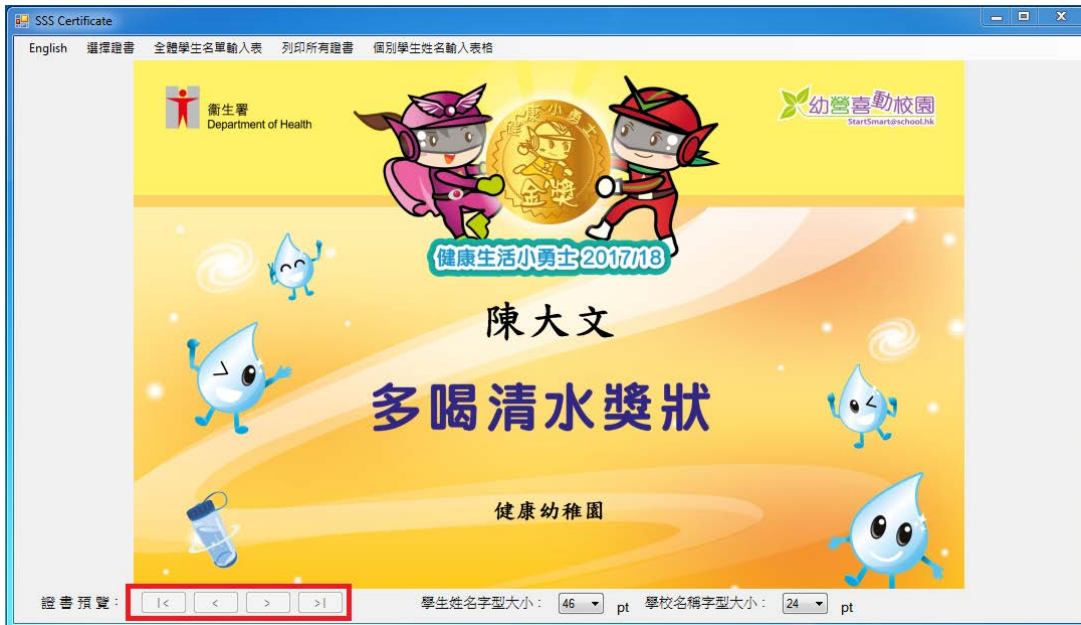 SSS Certificate
English 選擇證書 全體學生名單輸入表 列印所有證書 個別學生姓名輸入表格
衞生署
Department of Health
健康小勇士
金獎
幼營喜動校園
StartSmart@school.hk
健康生活小勇士 2017/18
陳大文
多喝清水獎狀
健康幼稚園
證書預覽: |< < > >| 學生姓名字型大小: 46 pt 學校名稱字型大小: 24 pt